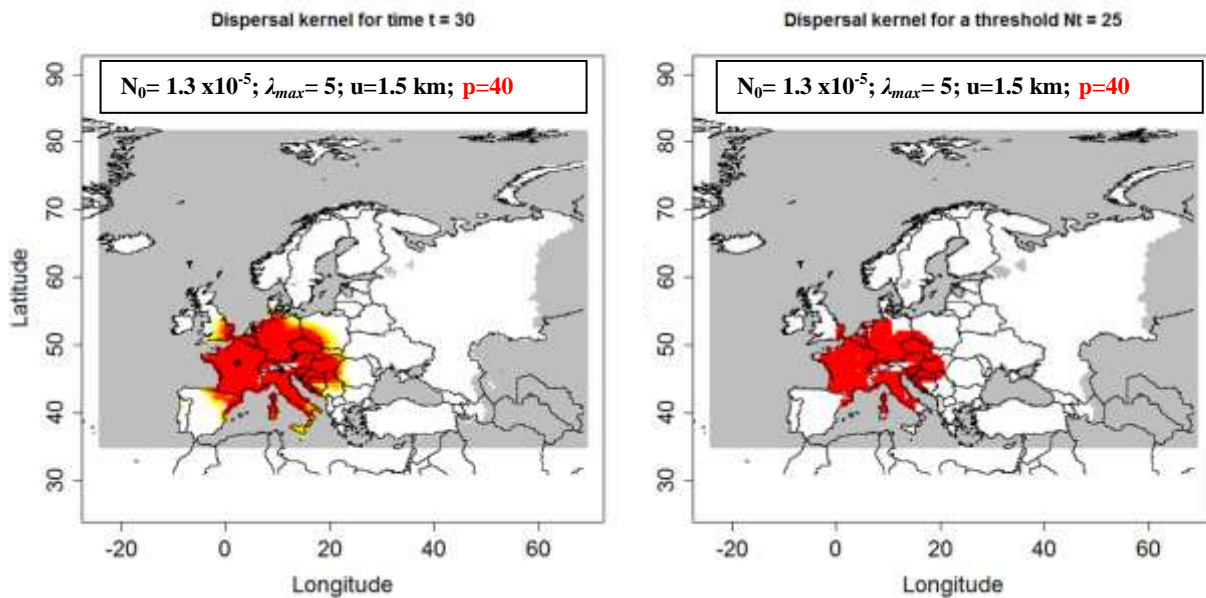 Dispersal kernel for time t = 30
N₀= 1.3 x10⁻⁵; λmax= 5; u=1.5 km; p=40
Latitude
90
80
70
60
50
40
30
-20 0 20 40 60
Longitude
Dispersal kernel for a threshold Nt = 25
N₀= 1.3 x10⁻⁵; λmax= 5; u=1.5 km; p=40
90
80
70
60
50
40
30
-20 0 20 40 60
Longitude